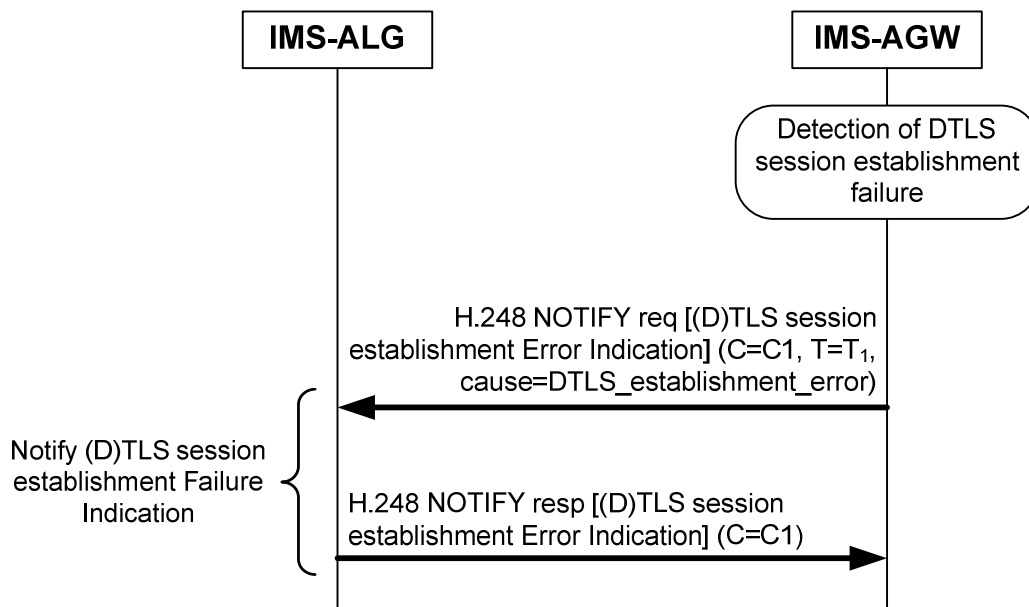 IMS-ALG
IMS-AGW
Detection of DTLS
session establishment
failure
H.248 NOTIFY req [(D)TLS session
establishment Error Indication] (C=C1, T=T₁,
cause=DTLS_establishment_error)
Notify (D)TLS session
establishment Failure
Indication
H.248 NOTIFY resp [(D)TLS session
establishment Error Indication] (C=C1)